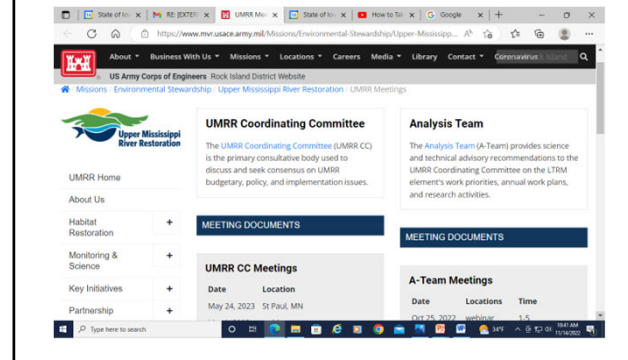 State of Io
RE: [EXTER
UMRR Mee
State of Io
How to Tak
Google
https://www.mvr.usace.army.mil/Missions/Environmental-Stewardship/Upper-Mississipp...
About Business With Us Missions Locations Careers Media Library Contact Coronavirus
US Army Corps of Engineers Rock Island District Website
Missions / Environmental Stewardship / Upper Mississippi River Restoration / UMRR Meetings
Upper Mississippi
River Restoration
UMRR Home
About Us
Habitat
Restoration +
Monitoring &
Science +
Key Initiatives +
Partnership +
UMRR Coordinating Committee
The UMRR Coordinating Committee (UMRR CC)
is the primary consultative body used to
discuss and seek consensus on UMRR
budgetary, policy, and implementation issues.
MEETING DOCUMENTS
UMRR CC Meetings
Date Location
May 24, 2023 St Paul, MN
Analysis Team
The Analysis Team (A-Team) provides science
and technical advisory recommendations to the
UMRR Coordinating Committee on the LTRM
element's work priorities, annual work plans,
and research activities.
MEETING DOCUMENTS
A-Team Meetings
Date Locations Time
Oct 25, 2022 webinar 1-5
Type here to search
34°F
10:41 AM
11/14/2022